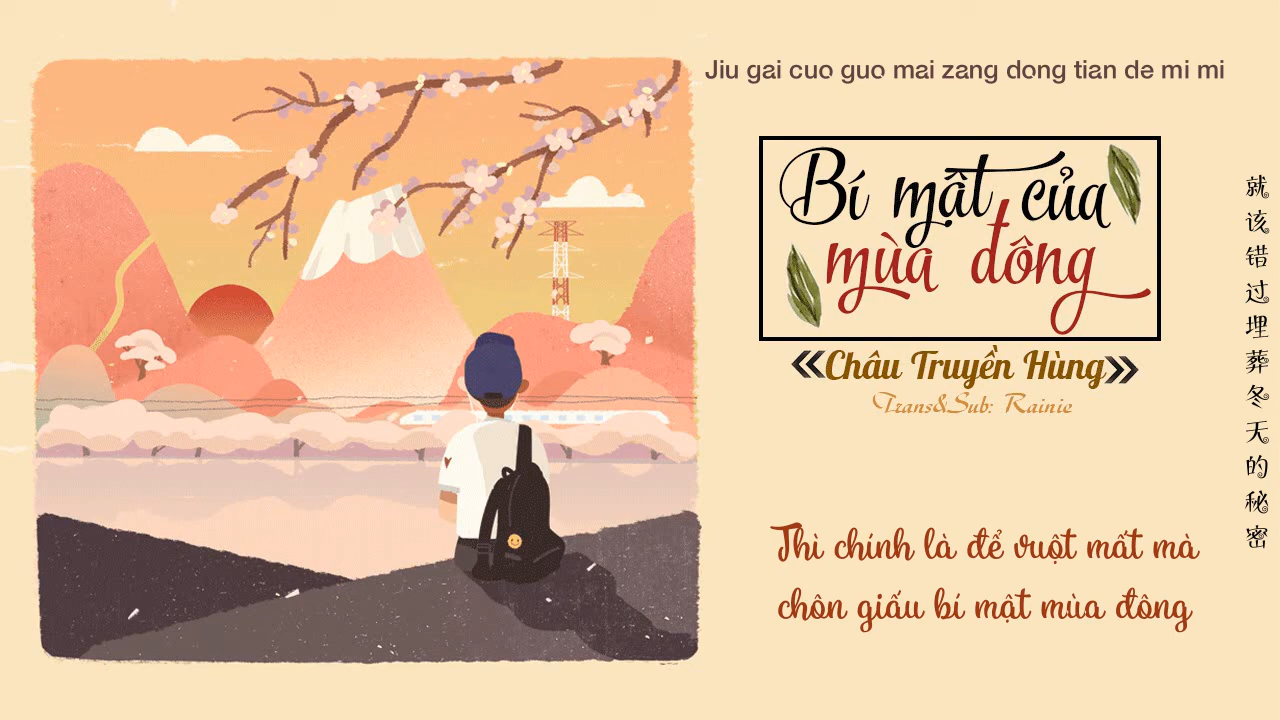 Jiu gai cuo guo mai zang dong tian de mi mi
Bí mật của
mùa đông
Châu Truyền Hùng
Trans&Sub: Rainie
就该错过埋葬冬天的秘密
Thì chính là để vuột mất mà
chôn giấu bí mật mùa đông